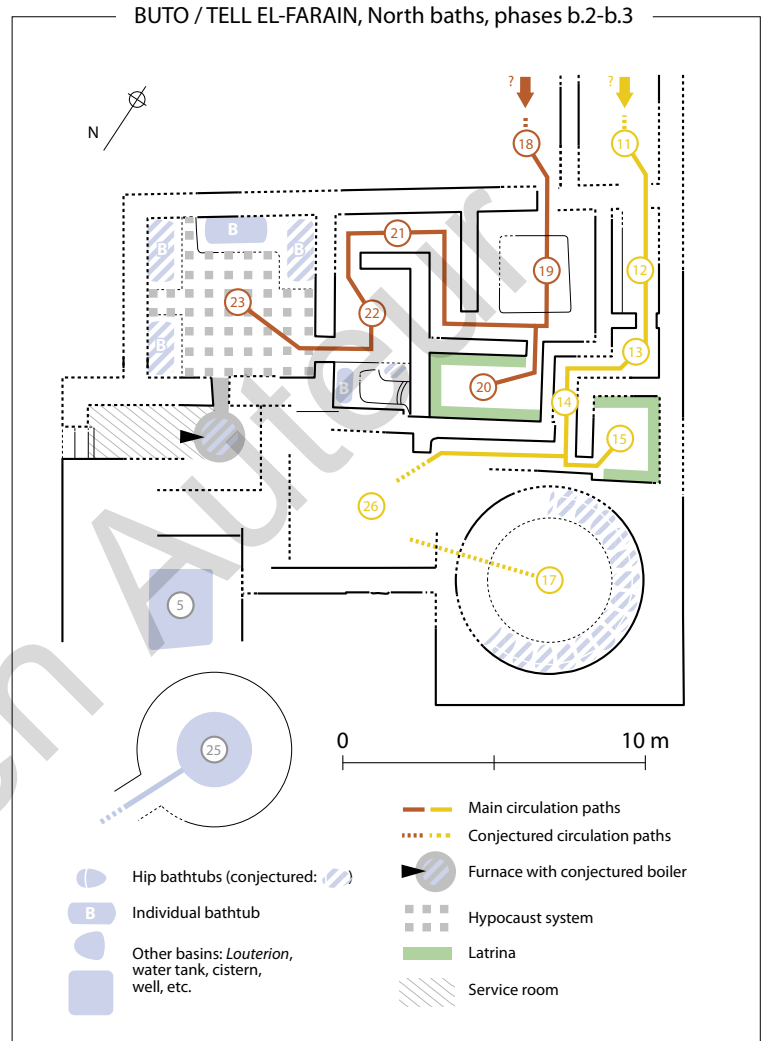 BUTO / TELL EL-FARAIN, North baths, phases b.2-b.3
N
?
?
18
11
B
B
B
21
19
12
23
22
13
B
B
20
14
15
26
5
17
25
0
10 m
Main circulation paths
Conjectured circulation paths
Hip bathtubs (conjectured: )
Furnace with conjectured boiler
B
Individual bathtub
Hypocaust system
Other basins: Louterion,
water tank, cistern,
well, etc.
Latrina
Service room
en Auteur